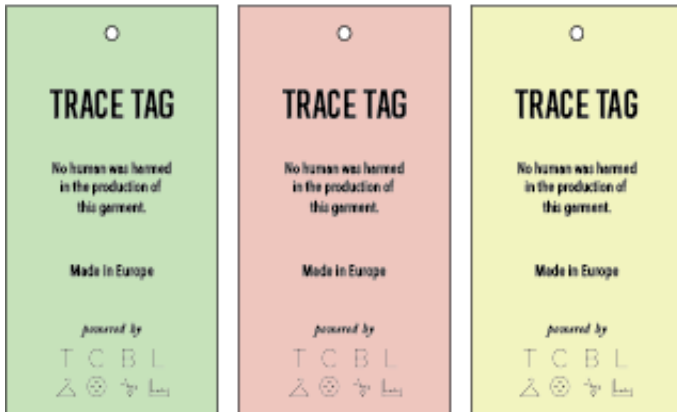 TRACE TAG
No human was harmed
in the production of
this garment.
Made in Europe
powered by
T C B L
TRACE TAG
No human was harmed
in the production of
this garment.
Made in Europe
powered by
T C B L
TRACE TAG
No human was harmed
in the production of
this garment.
Made in Europe
powered by
T C B L